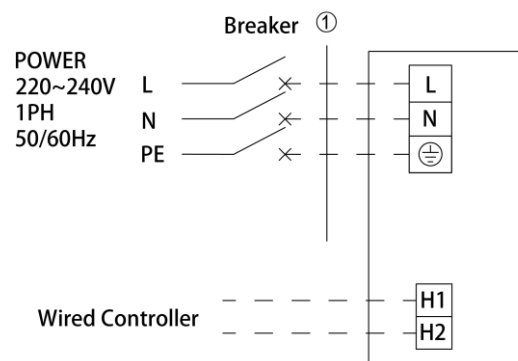 Breaker ①
POWER
220~240V
1PH
50/60Hz
L
N
PE
L
N
H1
H2
Wired Controller